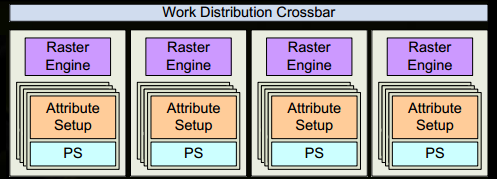 Work Distribution Crossbar
Raster
Engine
Attribute
Setup
PS
Raster
Engine
Attribute
Setup
PS
Raster
Engine
Attribute
Setup
PS
Raster
Engine
Attribute
Setup
PS